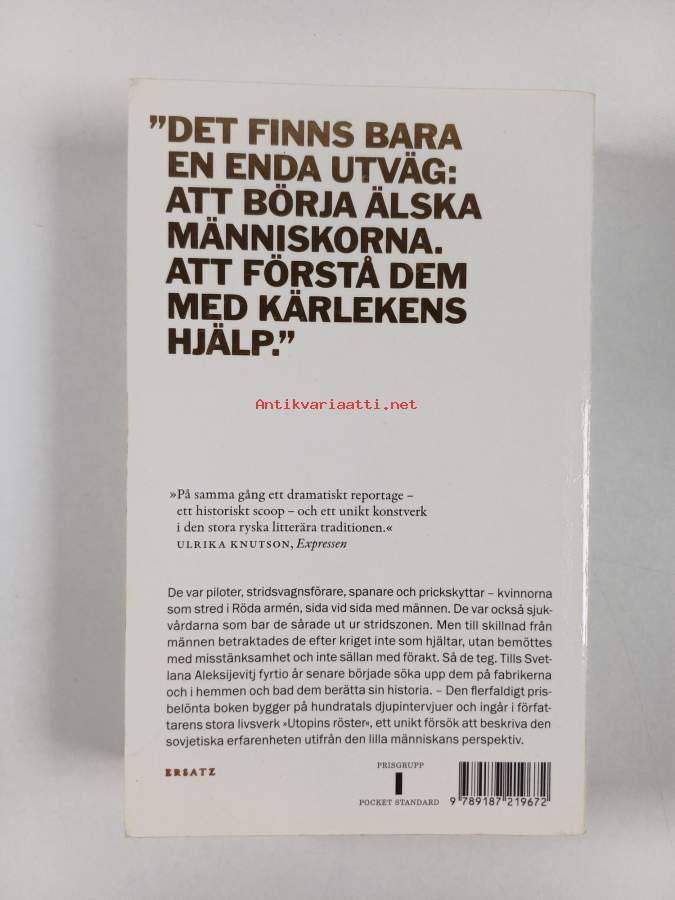 ”DET FINNS BARA
EN ENDA UTVÄG:
ATT BÖRJA ÄLSKA
MÄNNISKORNA.
ATT FÖRSTÅ DEM
MED KÄRLEKENS
HJÄLP.”
Antikvariaatti.net
»På samma gång ett dramatiskt reportage –
ett historiskt scoop – och ett unikt konstverk
i den stora ryska litterära traditionen.«
ULRIKA KNUTSON, Expressen
De var piloter, stridsvagnsförare, spanare och prickskyttar – kvinnorna
som stred i Röda armén, sida vid sida med männen. De var också sjuk-
vårdarna som bar de sårade ut ur stridszonen. Men till skillnad från
männen betraktades de efter kriget inte som hjältar, utan bemöttes
med misstänksamhet och inte sällan med förakt. Så de teg. Tills Svet-
lana Aleksijevitj fyrtio år senare började söka upp dem på fabrikerna
och i hemmen och bad dem berätta sin historia. – Den flerfaldigt pris-
belönta boken bygger på hundratals djupintervjuer och ingår i förfat-
tarens stora livsverk »Utopins röster«, ett unikt försök att beskriva den
sovjetiska erfarenheten utifrån den lilla människans perspektiv.
ERSATZ
PRISGRUPP
I
POCKET STANDARD
9 789187 219672